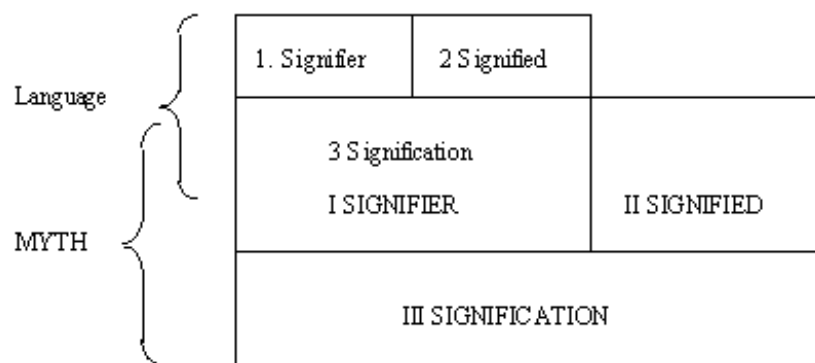 1. Signifier
2 Signified
Language
3 Signification
I SIGNIFIER
II SIGNIFIED
MYTH
III SIGNIFICATION